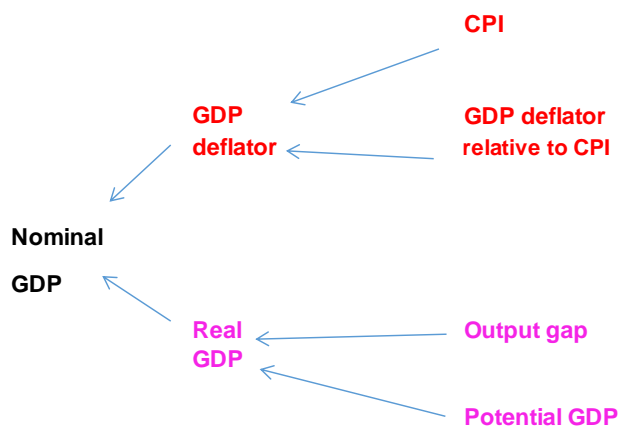 CPI
GDP
deflator
GDP deflator
relative to CPI
Nominal
GDP
Real
GDP
Output gap
Potential GDP